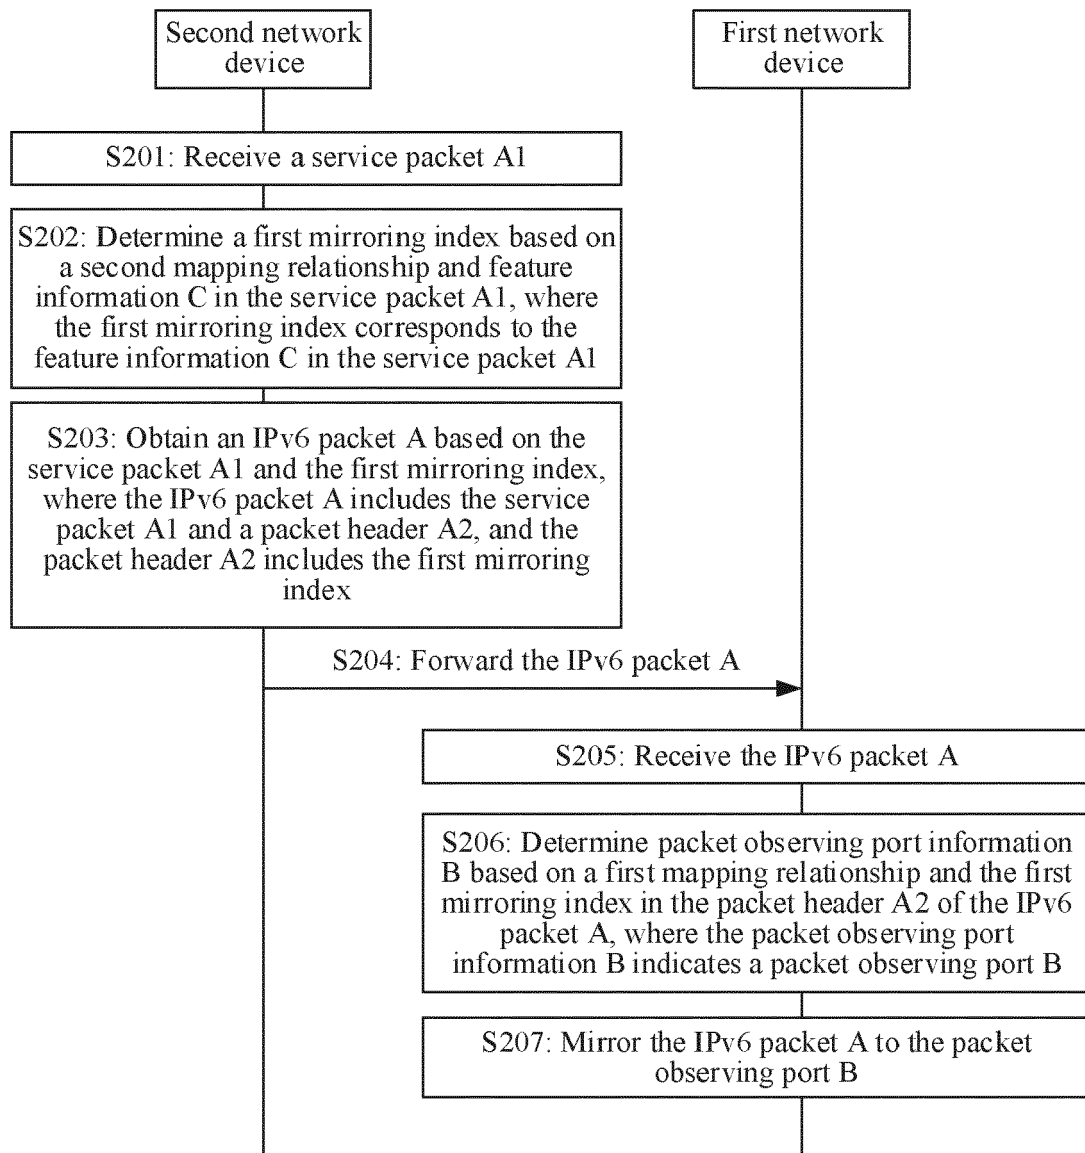 Second network
device
First network
device
S201: Receive a service packet A1
S202: Determine a first mirroring index based on
a second mapping relationship and feature
information C in the service packet A1, where
the first mirroring index corresponds to the
feature information C in the service packet A1
S203: Obtain an IPv6 packet A based on the
service packet A1 and the first mirroring index,
where the IPv6 packet A includes the service
packet A1 and a packet header A2, and the
packet header A2 includes the first mirroring
index
S204: Forward the IPv6 packet A
S205: Receive the IPv6 packet A
S206: Determine packet observing port information
B based on a first mapping relationship and the first
mirroring index in the packet header A2 of the IPv6
packet A, where the packet observing port
information B indicates a packet observing port B
S207: Mirror the IPv6 packet A to the packet
observing port B